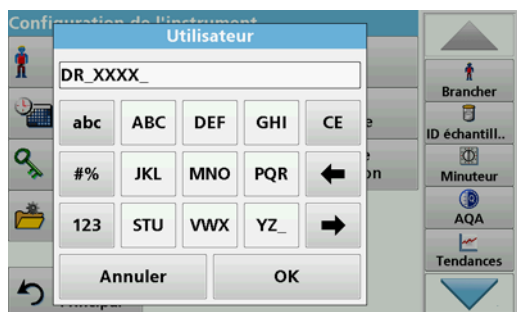 Configuration de l'instrument
Utilisateur
DR_XXXX_
abc ABC DEF GHI CE
#% JKL MNO PQR
123 STU VWX YZ_
Annuler OK
Principal
Brancher
ID échantill..
Minuteur
AQA
Tendances